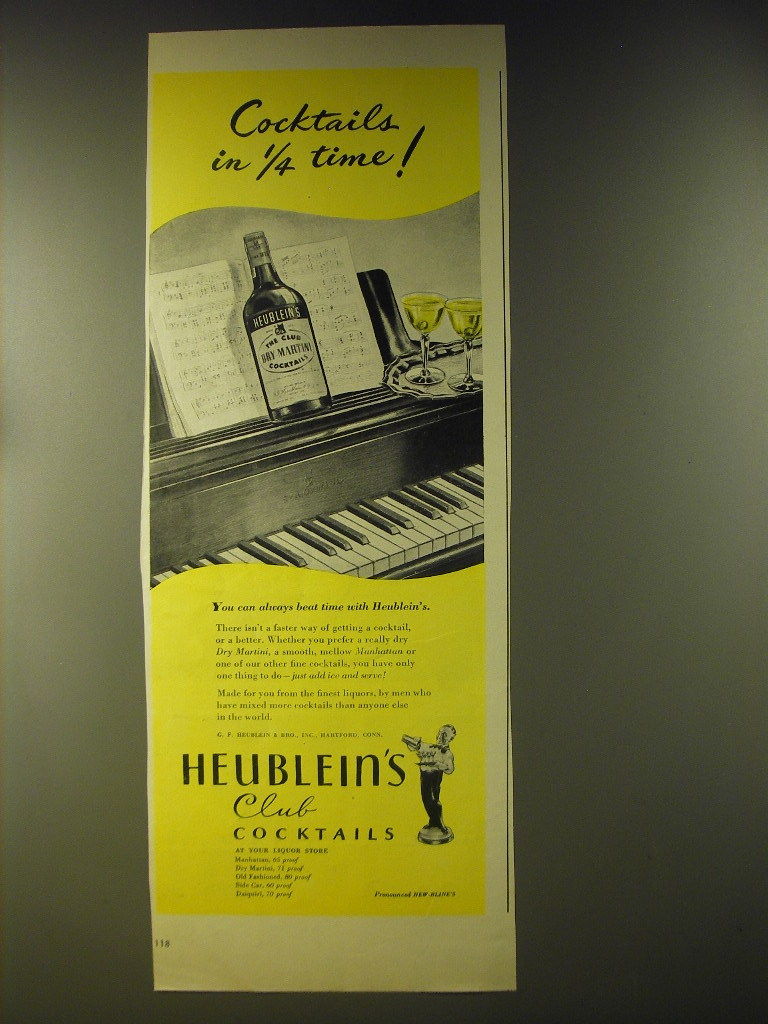 Cocktails
in 1/4 time!
HEUBLEIN'S
THE CLUB
DRY MARTINI
COCKTAILS
You can always beat time with Heublein's.
There isn't a faster way of getting a cocktail,
or a better. Whether you prefer a really dry
Dry Martini, a smooth, mellow Manhattan or
one of our other fine cocktails, you have only
one thing to do—just add ice and serve!
Made for you from the finest liquors, by men who
have mixed more cocktails than anyone else
in the world.
G. F. HEUBLEIN & BRO., INC., HARTFORD, CONN.
HEUBLEIN'S
Club
COCKTAILS
AT YOUR LIQUOR STORE
Manhattan, 65 proof
Dry Martini, 71 proof
Old Fashioned, 80 proof
Side Car, 60 proof
Daiquiri, 70 proof
Pronounced HEW-BLINE'S
118